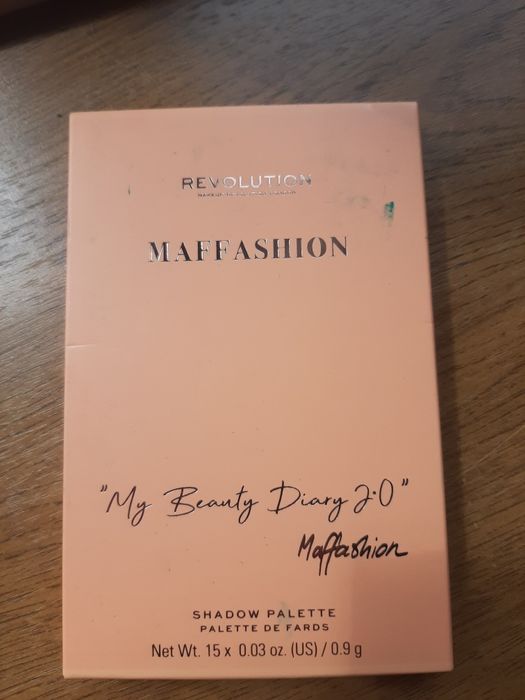 REVOLUTION
MAFFASHION
"My Beauty Diary 2.0"
Maffashion
SHADOW PALETTE
PALETTE DE FARDS
Net Wt. 15 x 0.03 oz. (US) / 0.9 g